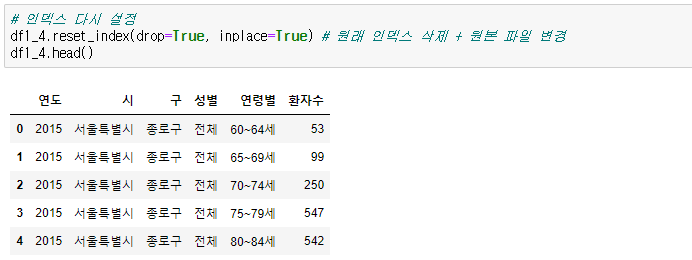 # 인덱스 다시 설정
df1_4.reset_index(drop=True, inplace=True) # 원래 인덱스 삭제 + 원본 파일 변경
df1_4.head()
연도 시 구 성별 연령별 환자수
0 2015 서울특별시 종로구 전체 60~64세 53
1 2015 서울특별시 종로구 전체 65~69세 99
2 2015 서울특별시 종로구 전체 70~74세 250
3 2015 서울특별시 종로구 전체 75~79세 547
4 2015 서울특별시 종로구 전체 80~84세 542